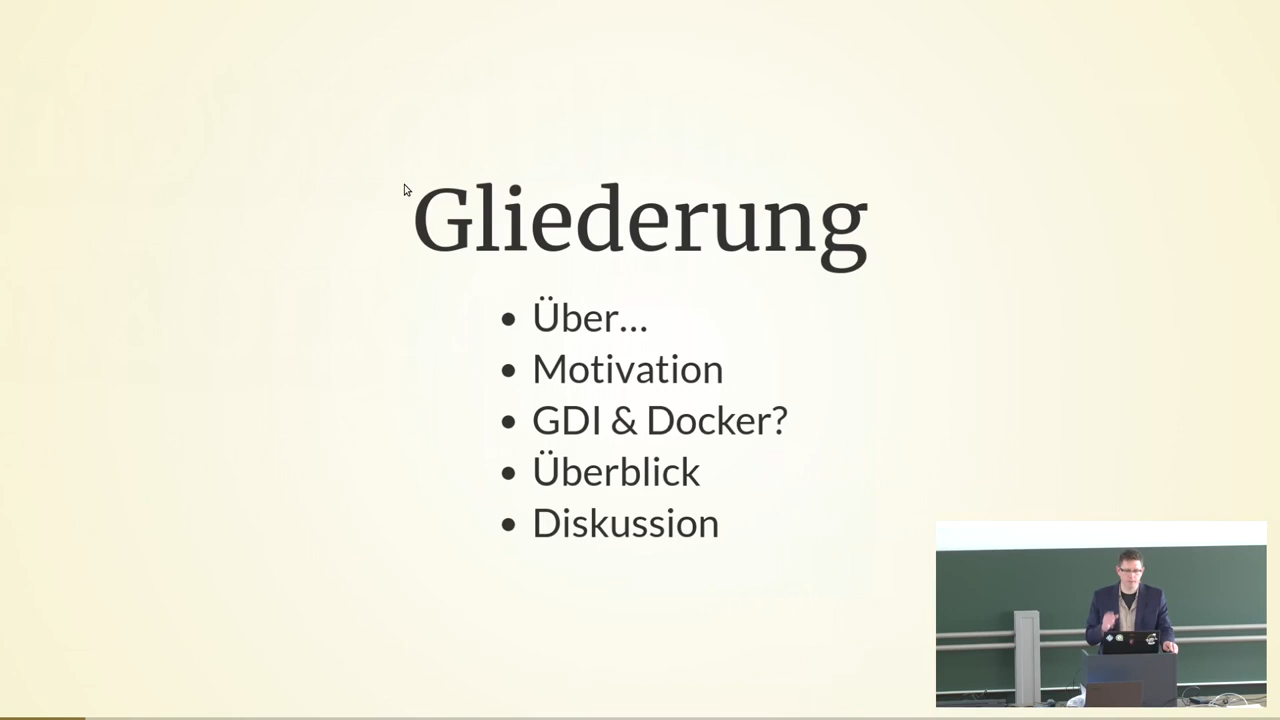 Gliederung
Über...
Motivation
GDI & Docker?
Überblick
Diskussion